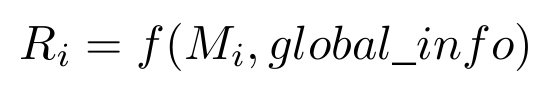 R_i = f(M_i, global_info)